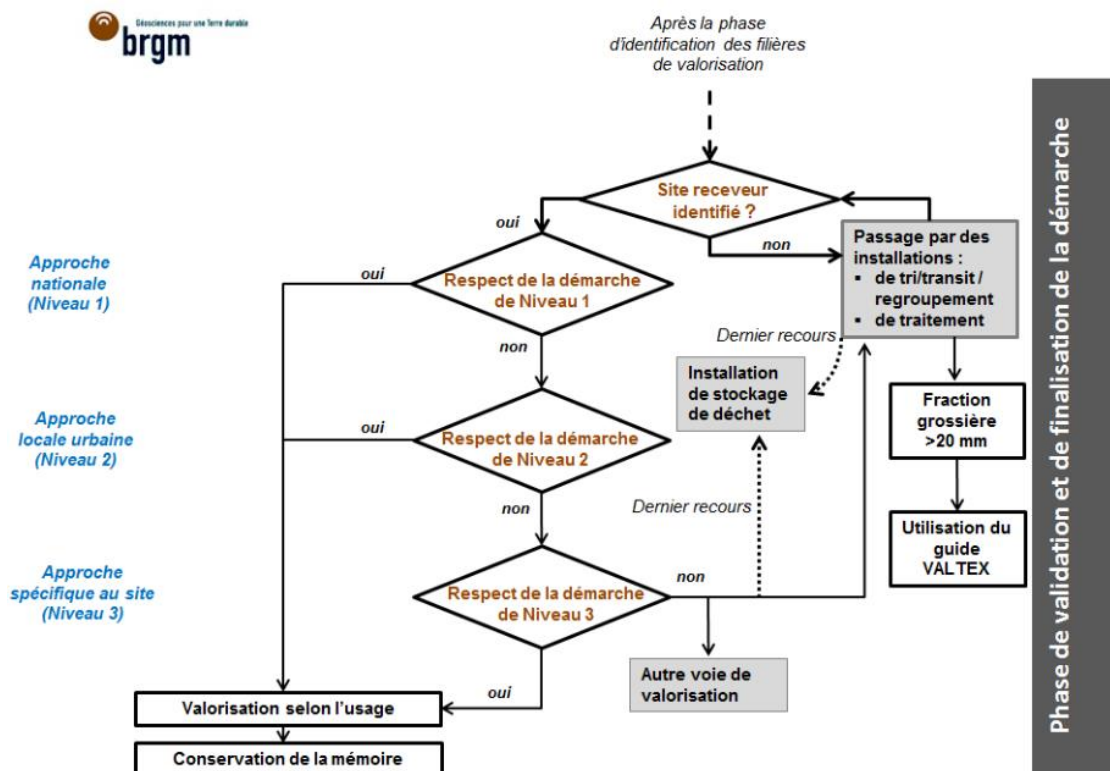 Géosciences pour une Terre durable
brgm
Après la phase
d'identification des filières
de valorisation
Site receveur
identifié ?
oui
non
Passage par des
installations :
▪ de tri/transit /
regroupement
▪ de traitement
Approche
nationale
(Niveau 1)
oui
Respect de la démarche
de Niveau 1
non
Dernier recours
Installation
de stockage
de déchet
Fraction
grossière
>20 mm
Approche
locale urbaine
(Niveau 2)
oui
Respect de la démarche
de Niveau 2
non
Dernier recours
Utilisation du
guide
VALTEX
Approche
spécifique au site
(Niveau 3)
Respect de la démarche
de Niveau 3
non
oui
Autre voie de
valorisation
Valorisation selon l'usage
Conservation de la mémoire
Phase de validation et de finalisation de la démarche